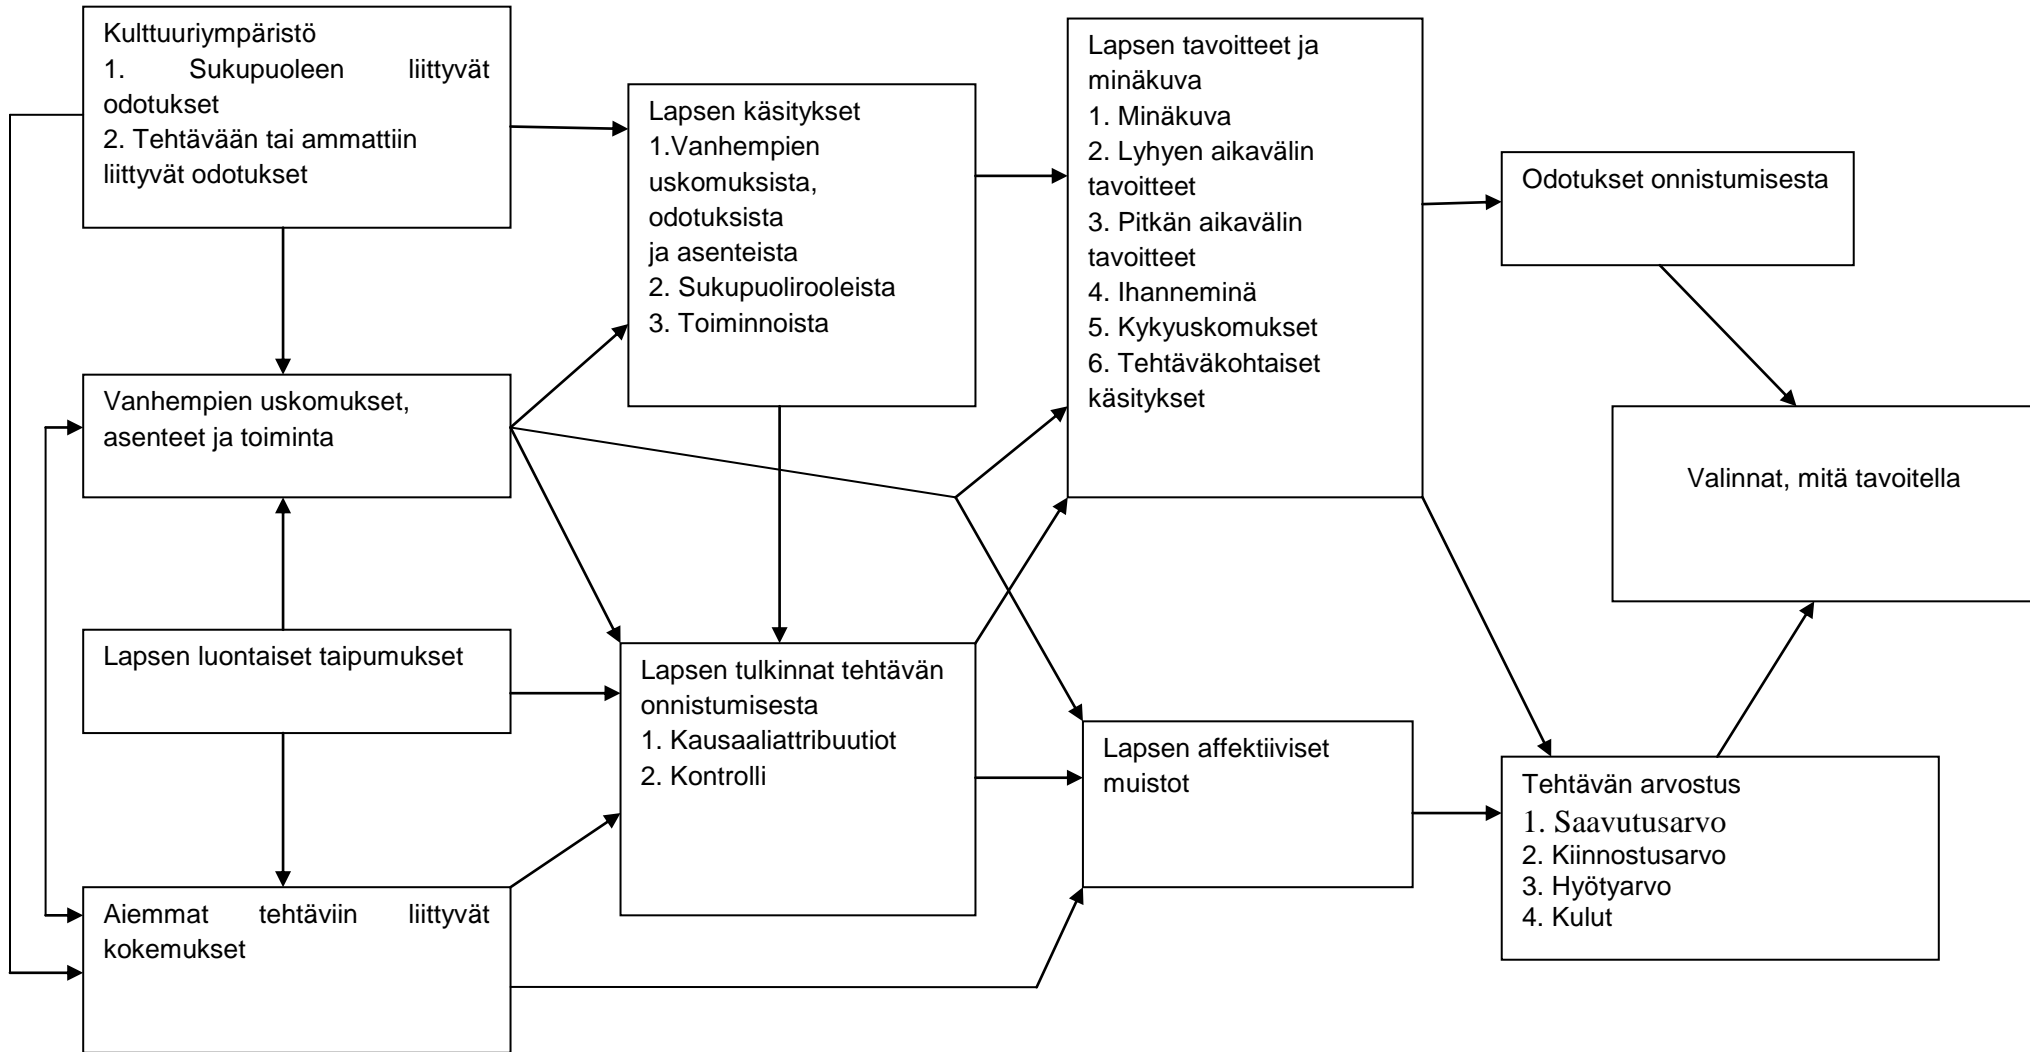 Kulttuuriympäristö
1. Sukupuoleen liittyvät
odotukset
2. Tehtävään tai ammattiin
liittyvät odotukset
Vanhempien uskomukset,
asenteet ja toiminta
Lapsen luontaiset taipumukset
Aiemmat tehtäviin liittyvät
kokemukset
Lapsen käsitykset
1.Vanhempien
uskomuksista,
odotuksista
ja asenteista
2. Sukupuolirooleista
3. Toiminnoista
Lapsen tulkinnat tehtävän
onnistumisesta
1. Kausaaliattribuutiot
2. Kontrolli
Lapsen tavoitteet ja
minäkuva
1. Minäkuva
2. Lyhyen aikavälin
tavoitteet
3. Pitkän aikavälin
tavoitteet
4. Ihanneminä
5. Kykyuskomukset
6. Tehtäväkohtaiset
käsitykset
Lapsen affektiiviset
muistot
Odotukset onnistumisesta
Valinnat, mitä tavoitella
Tehtävän arvostus
1. Saavutusarvo
2. Kiinnostusarvo
3. Hyötyarvo
4. Kulut